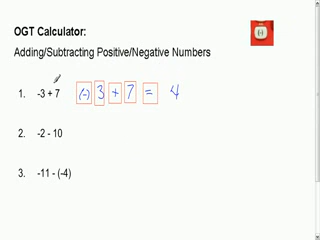 OGT Calculator:
(-)
Adding/Subtracting Positive/Negative Numbers
1. -3 + 7 (-) 3 + 7 = 4
2. -2 - 10
3. -11 - (-4)